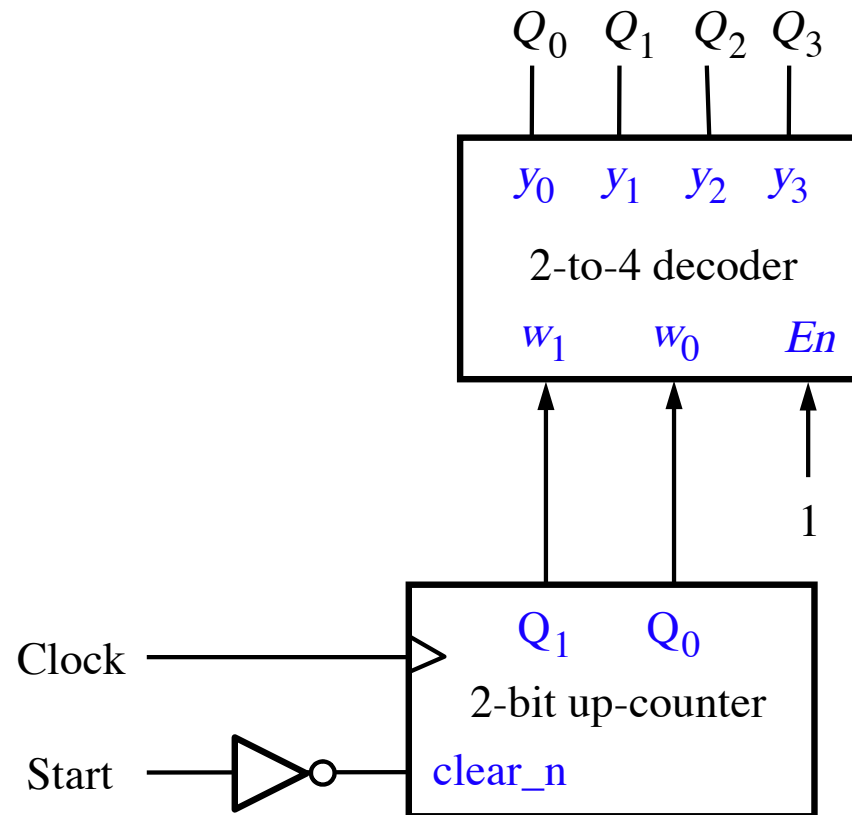 Q0 Q1 Q2 Q3
y0 y1 y2 y3
2-to-4 decoder
w1 w0 En
1
Q1 Q0
Clock
2-bit up-counter
Start
clear_n